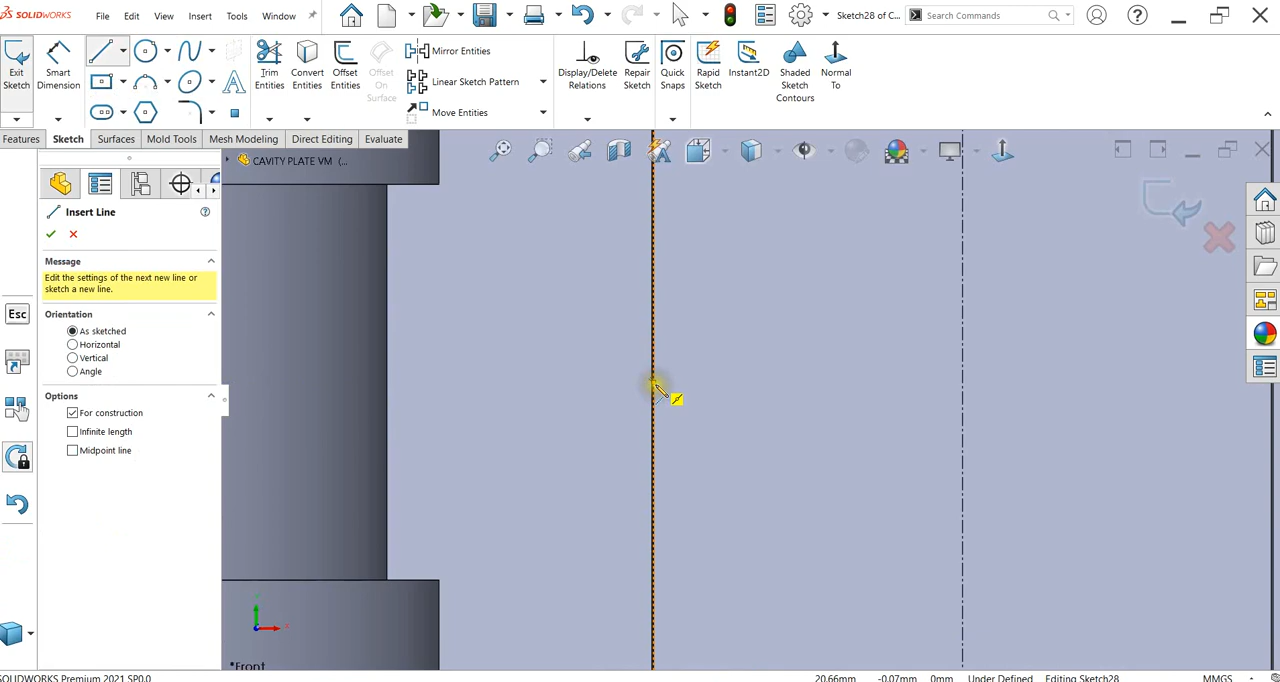 SOLIDWORKS File Edit View Insert Tools Window Sketch28 of C... Search Commands
Exit Sketch
Smart Dimension
Trim Entities
Convert Entities
Offset Entities
Offset On Surface
Mirror Entities
Linear Sketch Pattern
Move Entities
Display/Delete Relations
Repair Sketch
Quick Snaps
Rapid Sketch
Instant2D
Shaded Sketch Contours
Normal To
Features Sketch Surfaces Mold Tools Mesh Modeling Direct Editing Evaluate
CAVITY PLATE VM (...
Insert Line
Message
Edit the settings of the next new line or
sketch a new line.
Orientation
As sketched
Horizontal
Vertical
Angle
Options
For construction
Infinite length
Midpoint line
Esc
*Front
SOLIDWORKS Premium 2021 SP0.0 20.66mm -0.07mm 0mm Under Defined Editing Sketch28 MMGS